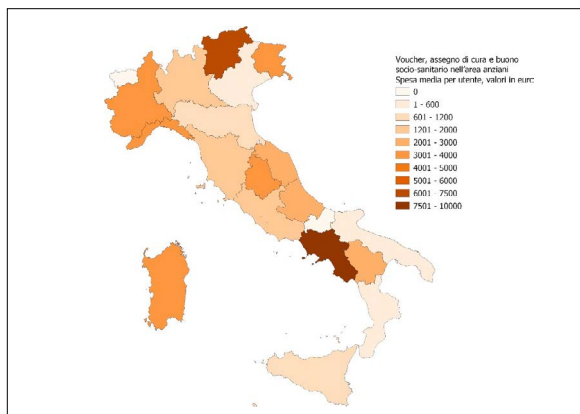 Voucher, assegno di cura e buono
socio-sanitario nell'area anziani
Spesa media per utente, valori in euro:
0
1 - 600
601 - 1200
1201 - 2000
2001 - 3000
3001 - 4000
4001 - 5000
5001 - 6000
6001 - 7500
7501 - 10000